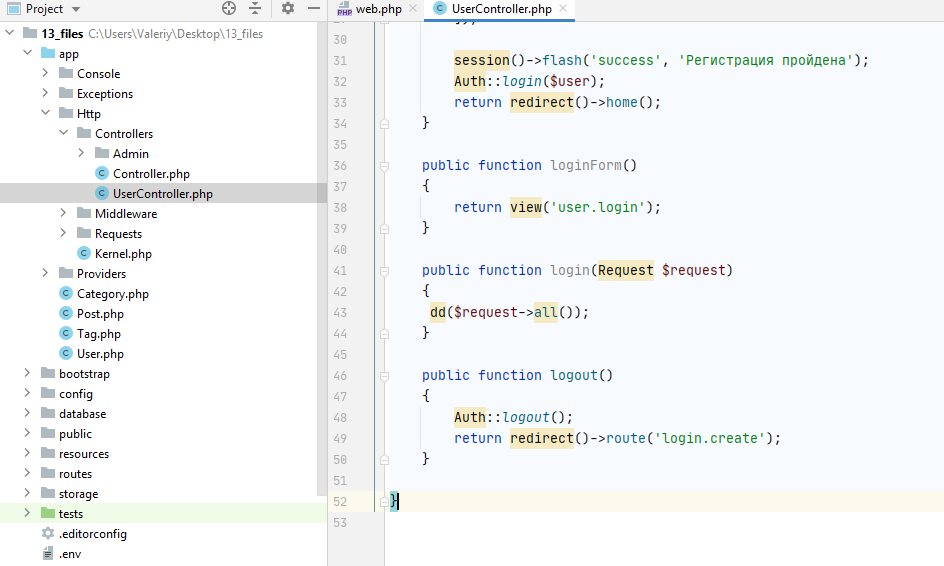 Project
13_files C:\Users\Valeriy\Desktop\13_files
app
Console
Exceptions
Http
Controllers
Admin
Controller.php
UserController.php
Middleware
Requests
Kernel.php
Providers
Category.php
Post.php
Tag.php
User.php
bootstrap
config
database
public
resources
routes
storage
tests
.editorconfig
.env
web.php
UserController.php
30
31 session()->flash('success', 'Регистрация пройдена');
32 Auth::login($user);
33 return redirect()->home();
34 }
35
36 public function loginForm()
37 {
38 return view('user.login');
39 }
40
41 public function login(Request $request)
42 {
43 dd($request->all());
44 }
45
46 public function logout()
47 {
48 Auth::logout();
49 return redirect()->route('login.create');
50 }
51
52 }
53